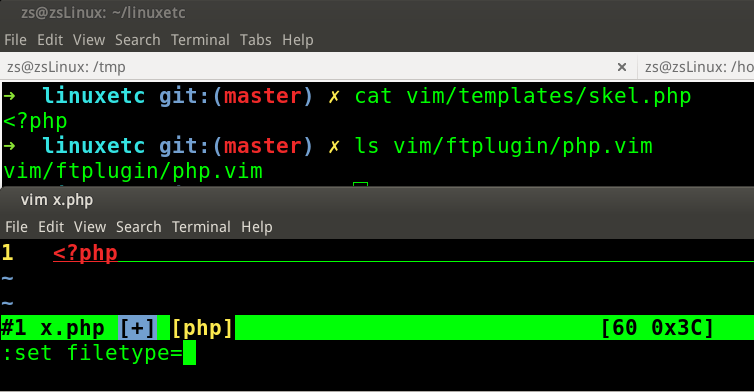 zs@zsLinux: ~/linuxetc
File Edit View Search Terminal Tabs Help
zs@zsLinux: /tmp × zs@zsLinux: /ho
➜ linuxetc git:(master) ✗ cat vim/templates/skel.php
<?php
➜ linuxetc git:(master) ✗ ls vim/ftplugin/php.vim
vim/ftplugin/php.vim
vim x.php
File Edit View Search Terminal Help
1 <?php
~
~
#1 x.php [+] [php] [60 0x3C]
:set filetype=